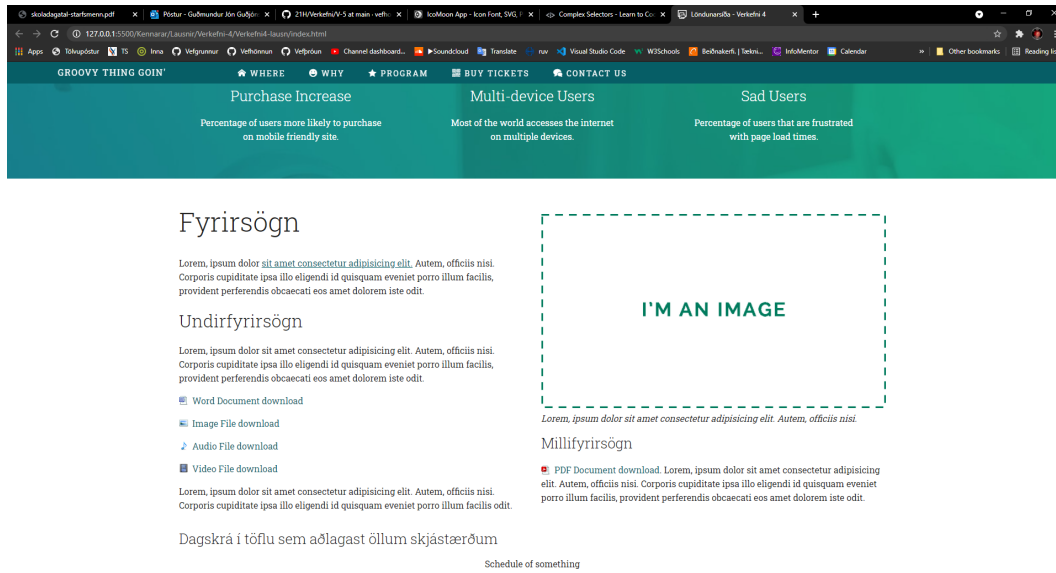 skoladagatal-starfsmenn.pdf
Póstur - Guðmundur Jón Guðjón
21H/Verkefni/V-5 at main · vefho
IcoMoon App - Icon Font, SVG, F
Complex Selectors - Learn to Co
Löndunarsíða - Verkefni 4
127.0.0.1:5500/Kennarar/Lausnir/Verkefni-4/Verkefni4-lausn/index.html
Apps Tölvupóstur TS Inna Vefgrunnur Vefhönnun Vefþróun Channel dashboard... Soundcloud Translate ruv Visual Studio Code W3Schools Beiðnakerfi. | Tækni... InfoMentor Calendar » Other bookmarks Reading lis
GROOVY THING GOIN' WHERE WHY PROGRAM BUY TICKETS CONTACT US
Purchase Increase
Percentage of users more likely to purchase
on mobile friendly site.
Multi-device Users
Most of the world accesses the internet
on multiple devices.
Sad Users
Percentage of users that are frustrated
with page load times.
Fyrirsögn
Lorem, ipsum dolor sit amet consectetur adipisicing elit. Autem, officiis nisi.
Corporis cupiditate ipsa illo eligendi id quisquam eveniet porro illum facilis,
provident perferendis obcaecati eos amet dolorem iste odit.
Undirfyrirsögn
Lorem, ipsum dolor sit amet consectetur adipisicing elit. Autem, officiis nisi.
Corporis cupiditate ipsa illo eligendi id quisquam eveniet porro illum facilis,
provident perferendis obcaecati eos amet dolorem iste odit.
Word Document download
Image File download
Audio File download
Video File download
Lorem, ipsum dolor sit amet consectetur adipisicing elit. Autem, officiis nisi.
Corporis cupiditate ipsa illo eligendi id quisquam eveniet porro illum facilis odit.
I'M AN IMAGE
Lorem, ipsum dolor sit amet consectetur adipisicing elit. Autem, officiis nisi.
Millifyrirsögn
PDF Document download. Lorem, ipsum dolor sit amet consectetur adipisicing
elit. Autem, officiis nisi. Corporis cupiditate ipsa illo eligendi id quisquam eveniet
porro illum facilis, provident perferendis obcaecati eos amet dolorem iste odit.
Dagskrá í töflu sem aðlagast öllum skjástærðum
Schedule of something